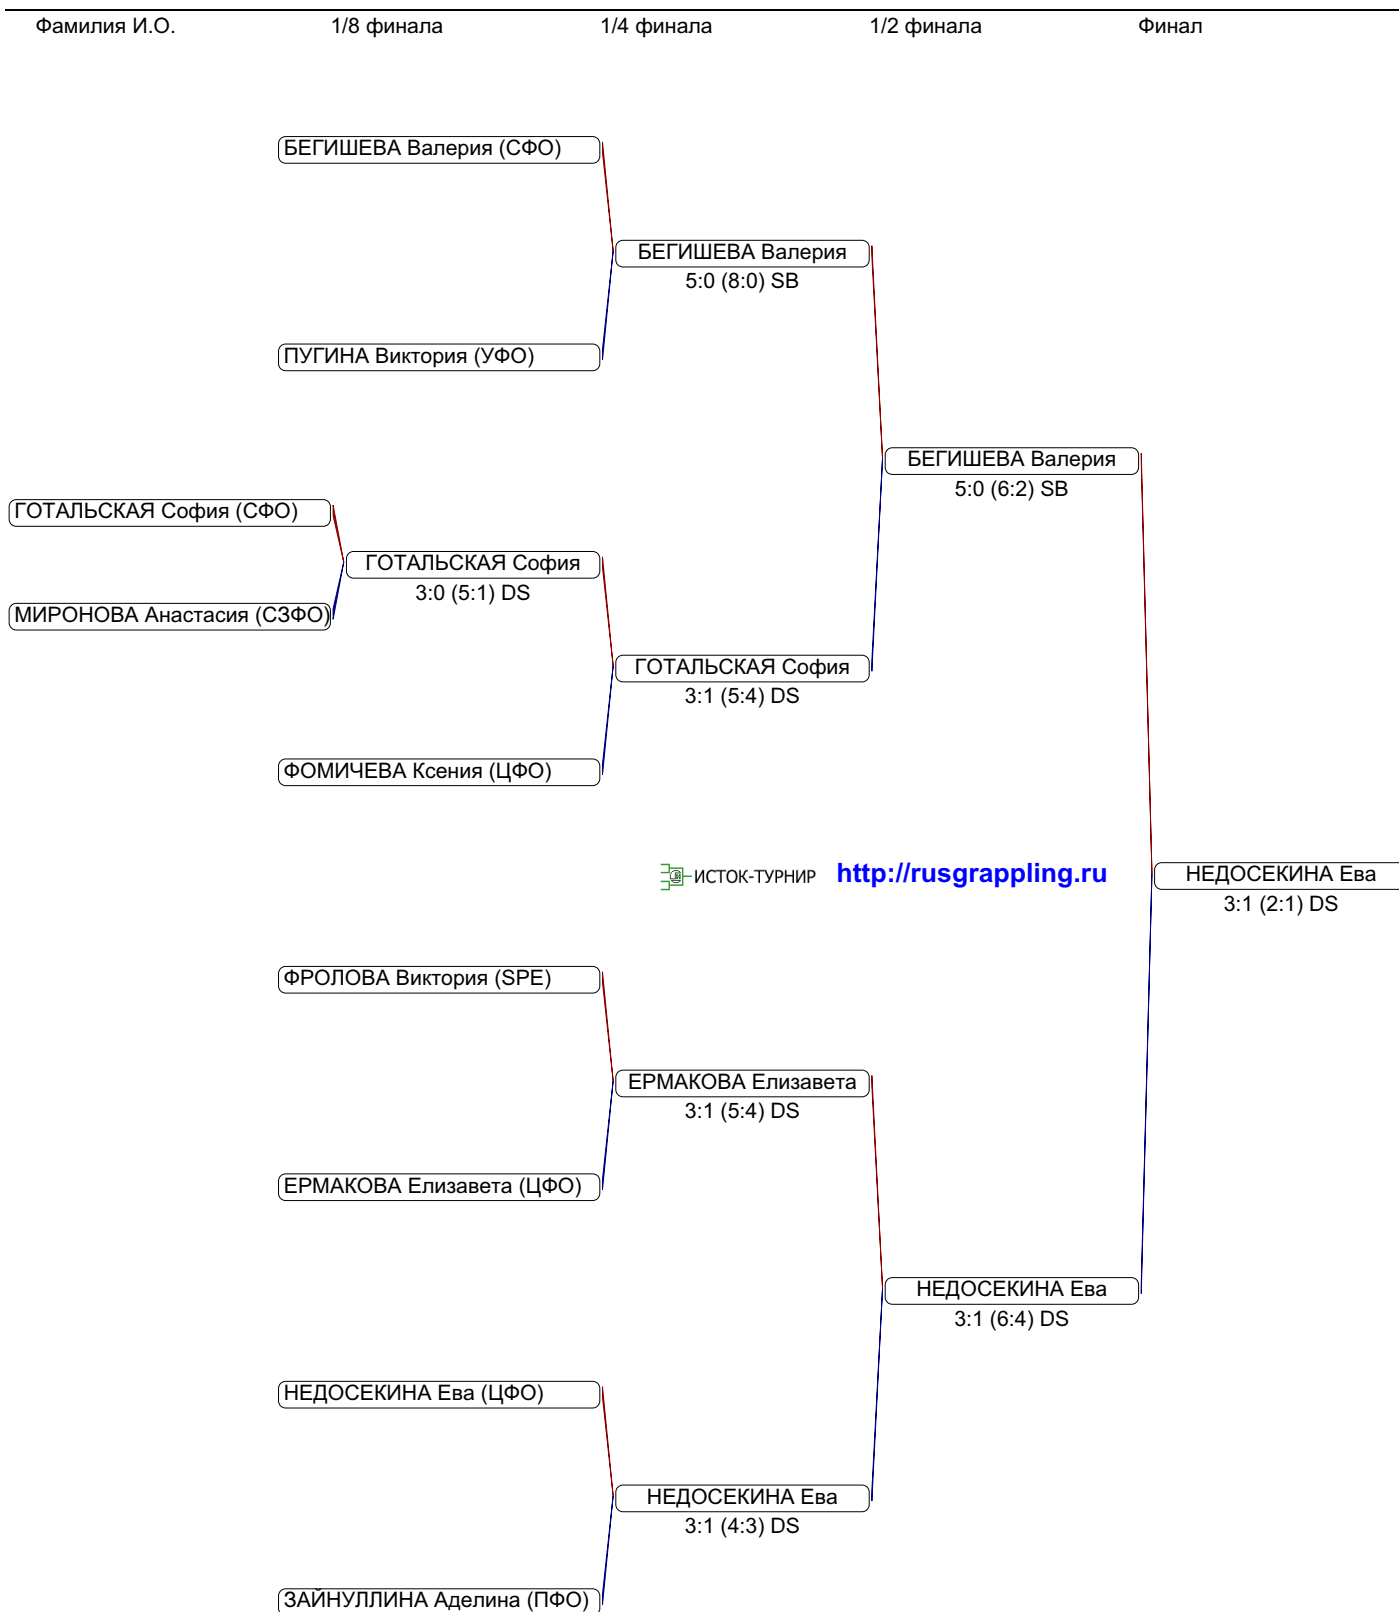 Фамилия И.О. 1/8 финала 1/4 финала 1/2 финала Финал
БЕГИШЕВА Валерия (СФО)
БЕГИШЕВА Валерия
5:0 (8:0) SB
ПУГИНА Виктория (УФО)
БЕГИШЕВА Валерия
5:0 (6:2) SB
ГОТАЛЬСКАЯ София (СФО)
ГОТАЛЬСКАЯ София
3:0 (5:1) DS
МИРОНОВА Анастасия (СЗФО)
ГОТАЛЬСКАЯ София
3:1 (5:4) DS
ФОМИЧЕВА Ксения (ЦФО)
ИСТОК-ТУРНИР http://rusgrappling.ru
НЕДОСЕКИНА Ева
3:1 (2:1) DS
ФРОЛОВА Виктория (SPE)
ЕРМАКОВА Елизавета
3:1 (5:4) DS
ЕРМАКОВА Елизавета (ЦФО)
НЕДОСЕКИНА Ева
3:1 (6:4) DS
НЕДОСЕКИНА Ева (ЦФО)
НЕДОСЕКИНА Ева
3:1 (4:3) DS
ЗАЙНУЛЛИНА Аделина (ПФО)